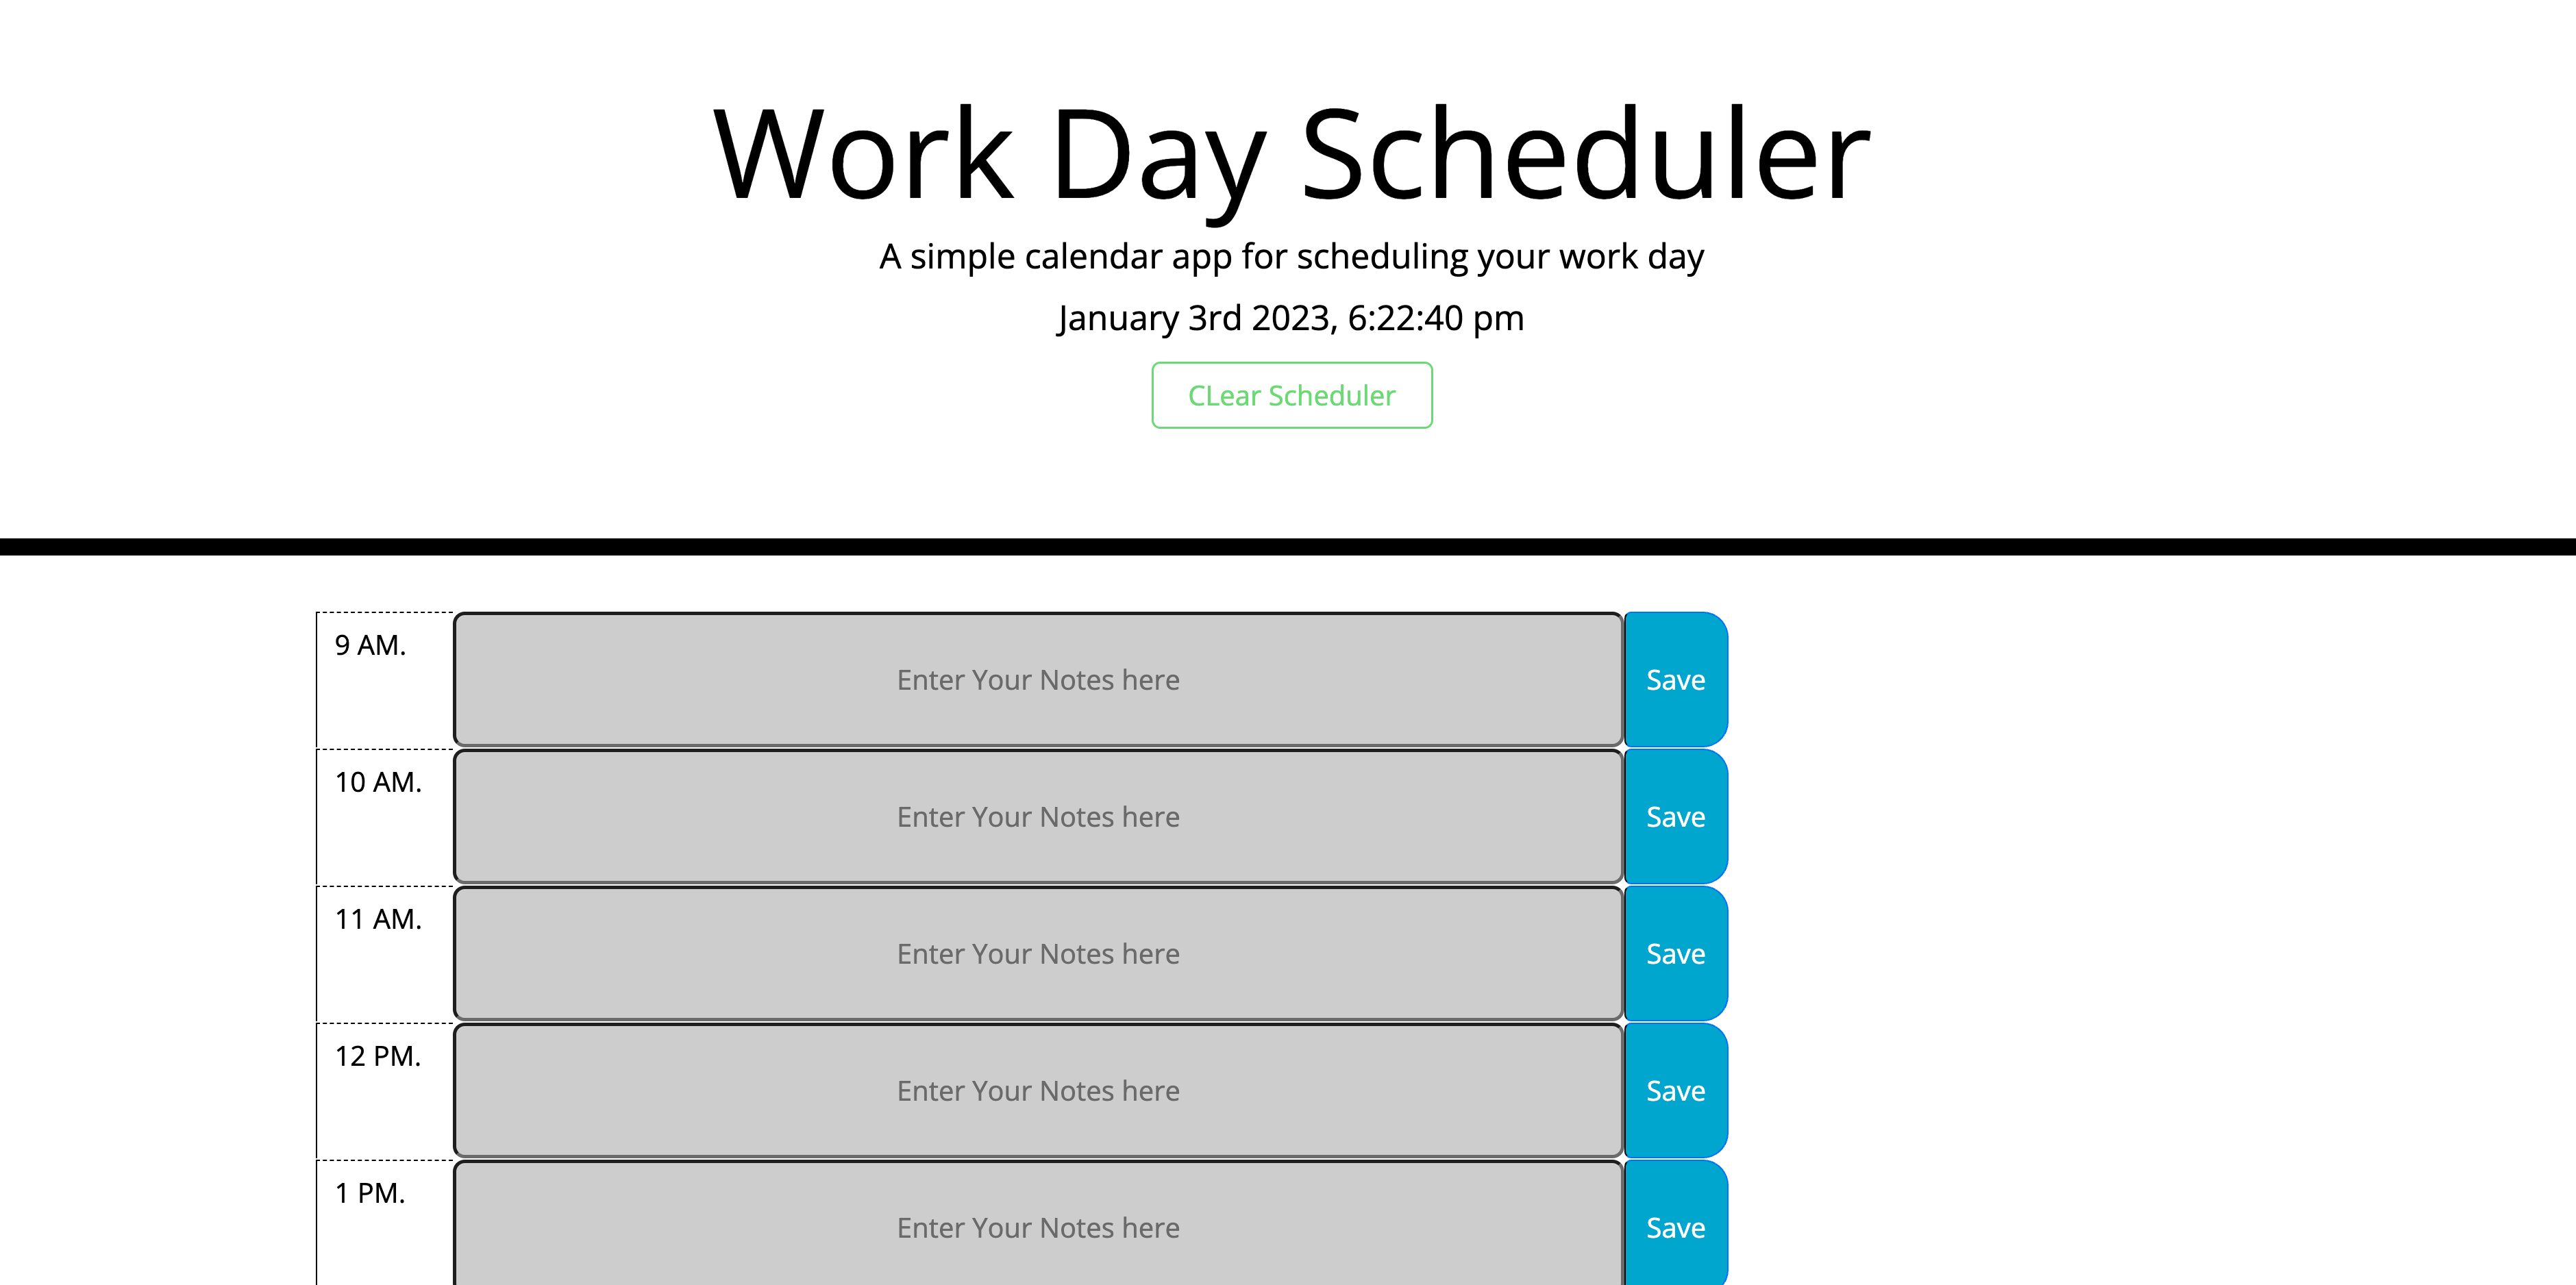 Work Day Scheduler
A simple calendar app for scheduling your work day
January 3rd 2023, 6:22:40 pm
CLear Scheduler
9 AM.
Enter Your Notes here
Save
10 AM.
Enter Your Notes here
Save
11 AM.
Enter Your Notes here
Save
12 PM.
Enter Your Notes here
Save
1 PM.
Enter Your Notes here
Save